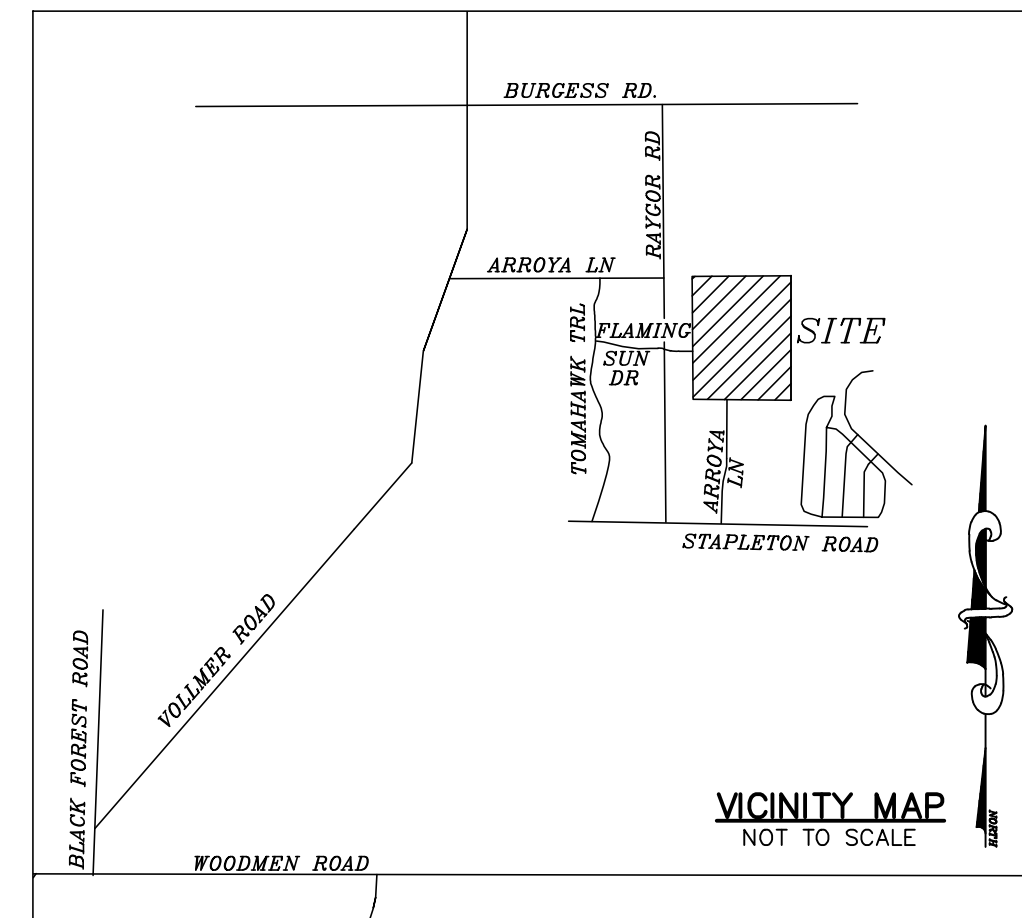 BURGESS RD.
RAYGOR RD
ARROYA LN
TOMAHAWK TRL
FLAMING
SUN
DR
SITE
ARROYA
LN
STAPLETON ROAD
VOLLMER ROAD
BLACK FOREST ROAD
VICINITY MAP
NOT TO SCALE
NORTH
WOODMEN ROAD